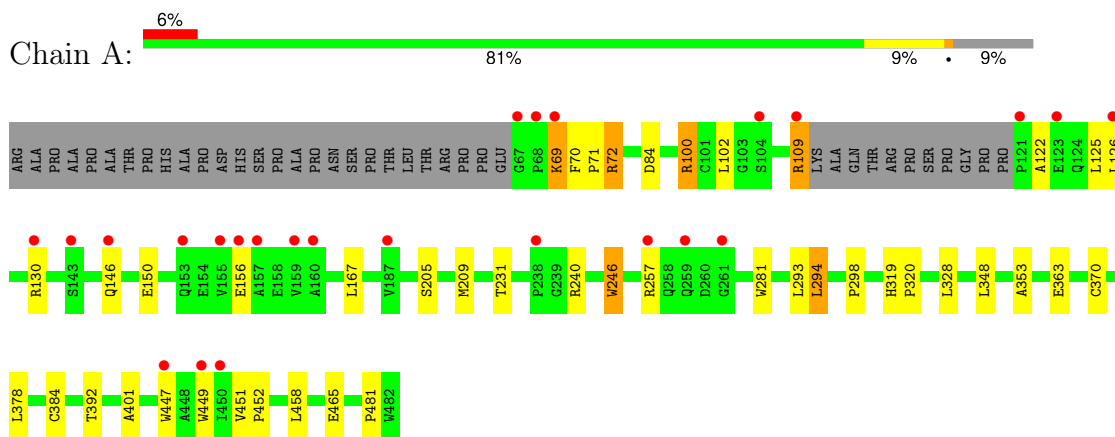 6%
Chain A:
81% 9% • 9%
ARG ALA PRO ALA PRO ALA THR PRO HIS ALA PRO ASP HIS SER PRO ALA PRO ASN SER PRO THR LEU THR ARG PRO PRO GLU G67 P68 K69 F70 P71 R72 D84 R100 C101 L102 G103 S104 R109 LYS ALA GLN THR ARG PRO SER PRO GLY PRO PRO P121 A122 E123 Q124 L125 L126
R130 S143 Q146 E150 Q153 E154 V155 E156 A157 E158 V159 A160 L167 V187 S205 M209 T231 P238 G239 R240 W246 R257 Q258 Q259 D260 G261 W281 L293 L294 P298 H319 P320 L328 L348 A353 E363 C370
L378 C384 T392 A401 W447 A448 W449 I450 V451 P452 L458 E465 P481 W482